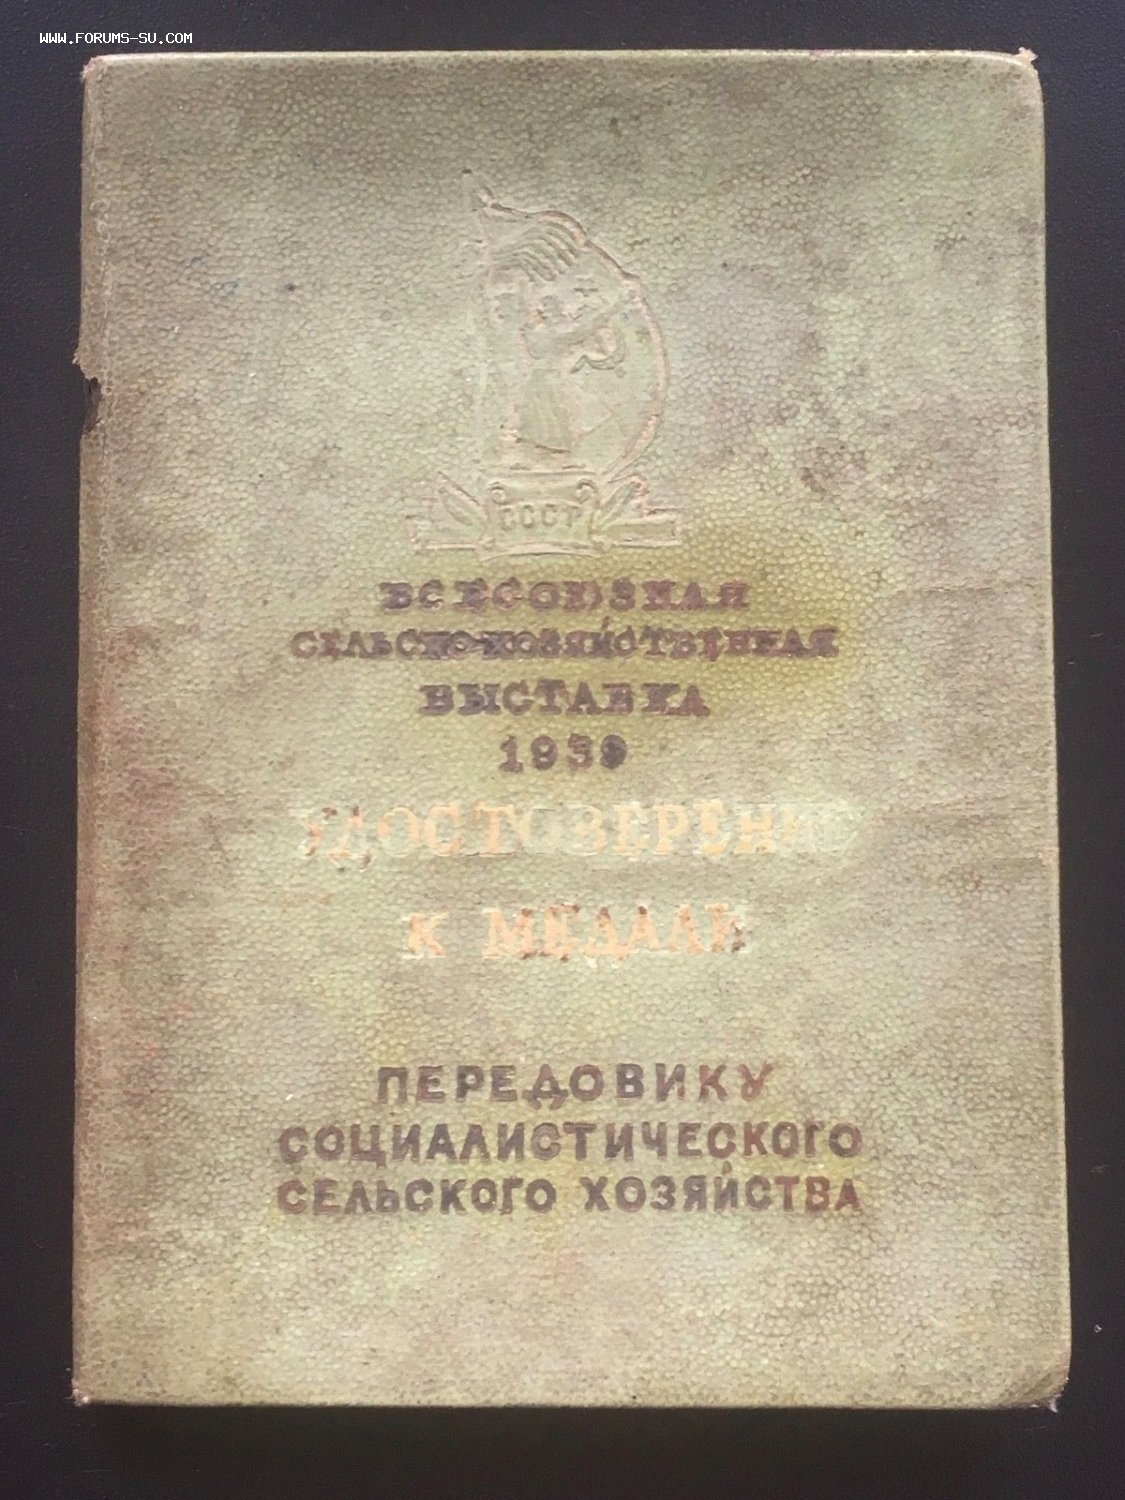 WWW.FORUMS-SU.COM
СССР
ВСЕСОЮЗНАЯ
СЕЛЬСКО-ХОЗЯЙСТВЕННАЯ
ВЫСТАВКА
1939
УДОСТОВЕРЕНИЕ
К МЕДАЛИ
ПЕРЕДОВИКУ
СОЦИАЛИСТИЧЕСКОГО
СЕЛЬСКОГО ХОЗЯЙСТВА